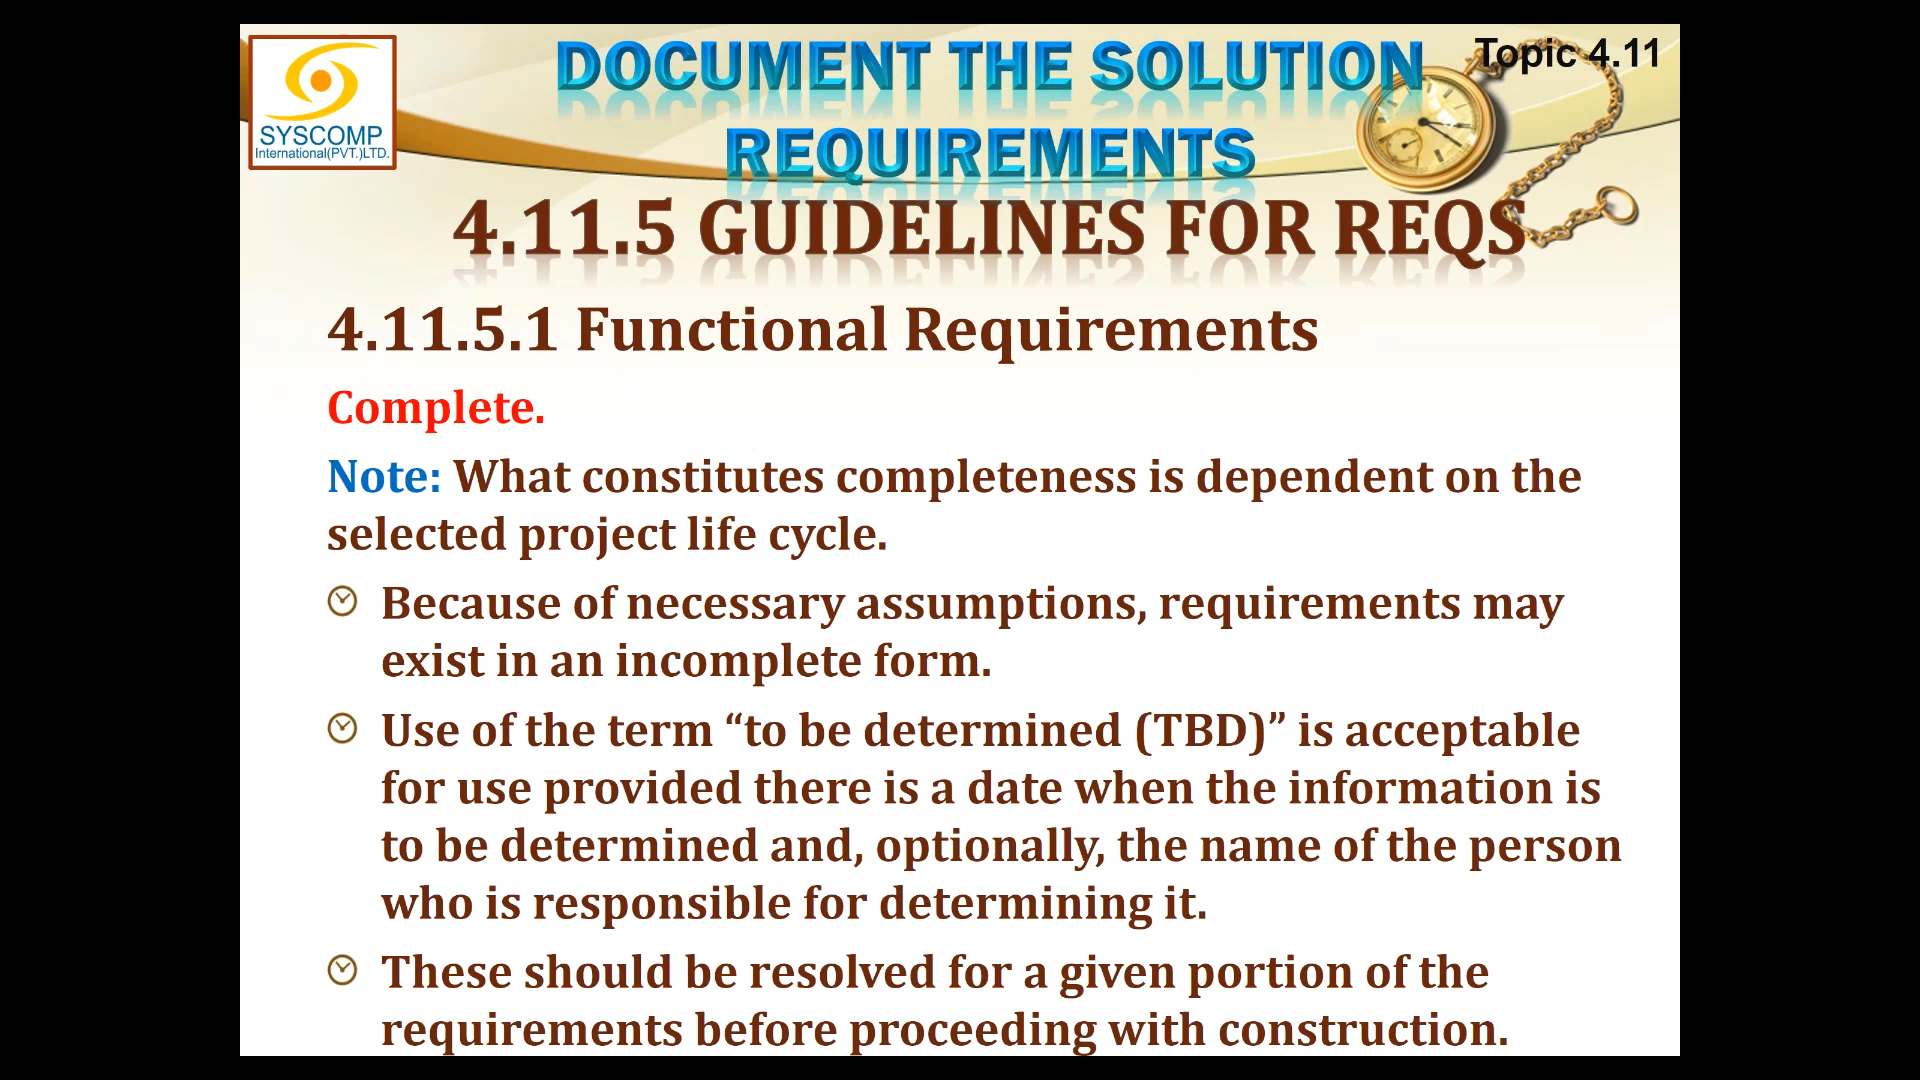 SYSCOMP
International(PVT.)LTD.
DOCUMENT THE SOLUTION
REQUIREMENTS
Topic 4.11
4.11.5 GUIDELINES FOR REQS
4.11.5.1 Functional Requirements
Complete.
Note: What constitutes completeness is dependent on the
selected project life cycle.
Because of necessary assumptions, requirements may
exist in an incomplete form.
Use of the term “to be determined (TBD)” is acceptable
for use provided there is a date when the information is
to be determined and, optionally, the name of the person
who is responsible for determining it.
These should be resolved for a given portion of the
requirements before proceeding with construction.